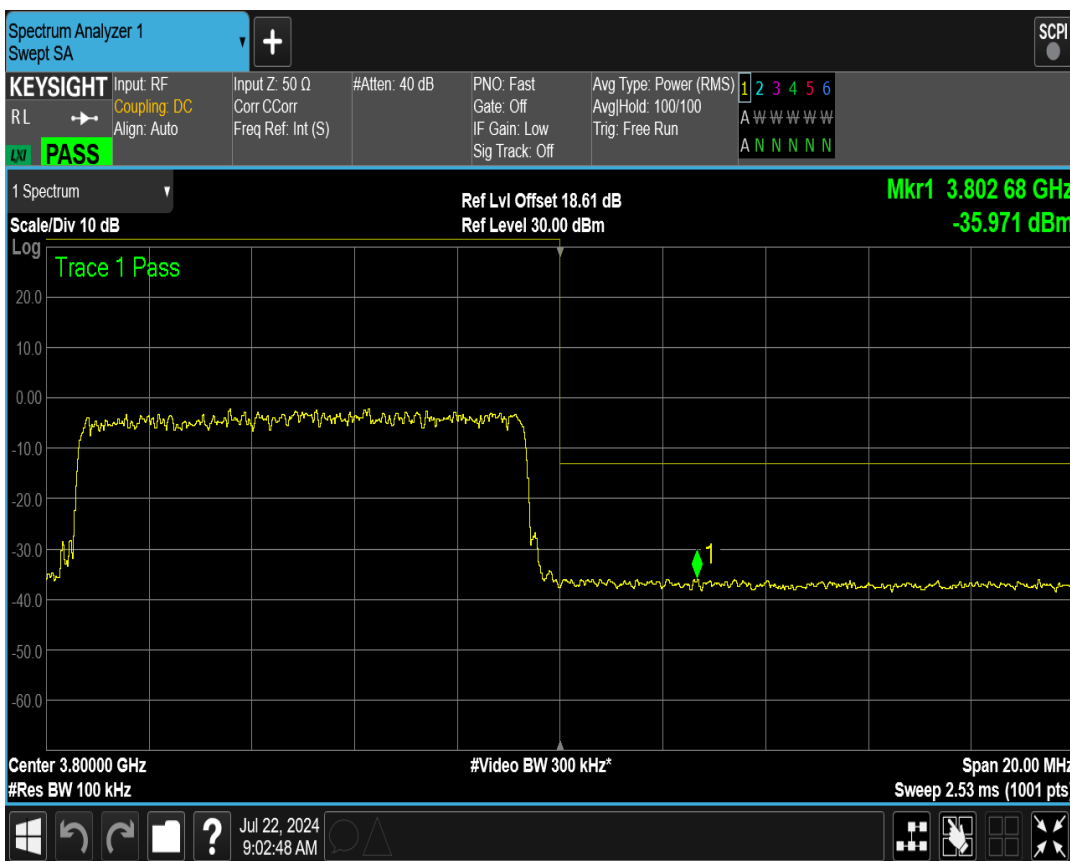 Spectrum Analyzer 1
Swept SA
+
SCPI
KEYSIGHT
RL
LXI
PASS
Input: RF
Coupling: DC
Align: Auto
Input Z: 50 Ω
Corr CCorr
Freq Ref: Int (S)
#Atten: 40 dB
PNO: Fast
Gate: Off
IF Gain: Low
Sig Track: Off
Avg Type: Power (RMS)
Avg|Hold: 100/100
Trig: Free Run
1 2 3 4 5 6
A W W W W W
A N N N N N
1 Spectrum
Scale/Div 10 dB
Ref Lvl Offset 18.61 dB
Ref Level 30.00 dBm
Mkr1 3.802 68 GHz
-35.971 dBm
Log
Trace 1 Pass
20.0
10.0
0.00
-10.0
-20.0
-30.0
1
-40.0
-50.0
-60.0
Center 3.80000 GHz
#Res BW 100 kHz
#Video BW 300 kHz*
Span 20.00 MHz
Sweep 2.53 ms (1001 pts)
?
Jul 22, 2024
9:02:48 AM